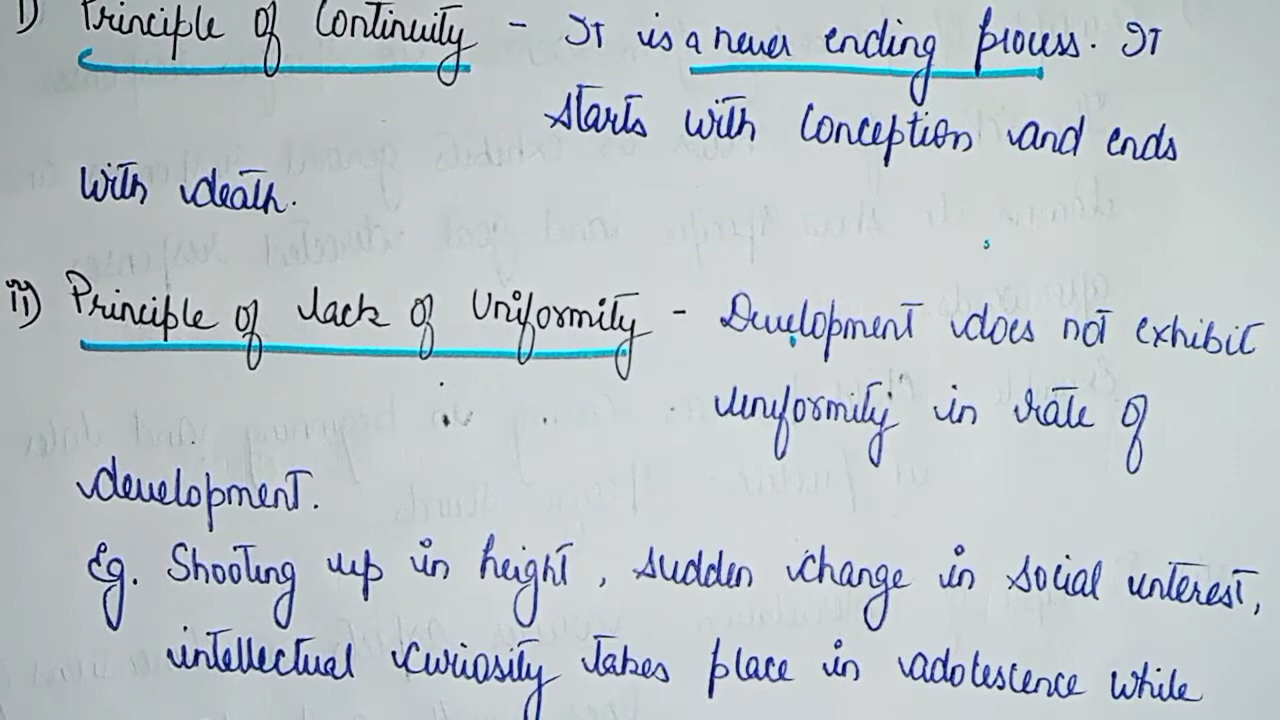 i) Principle of Continuity - It is a never ending process. It
starts with conception and ends
with death.
ii) Principle of lack of Uniformity - Development does not exhibit
uniformity in rate of
development.
Eg. Shooting up in height, sudden change in social interest,
intellectual curiosity takes place in adolescence while